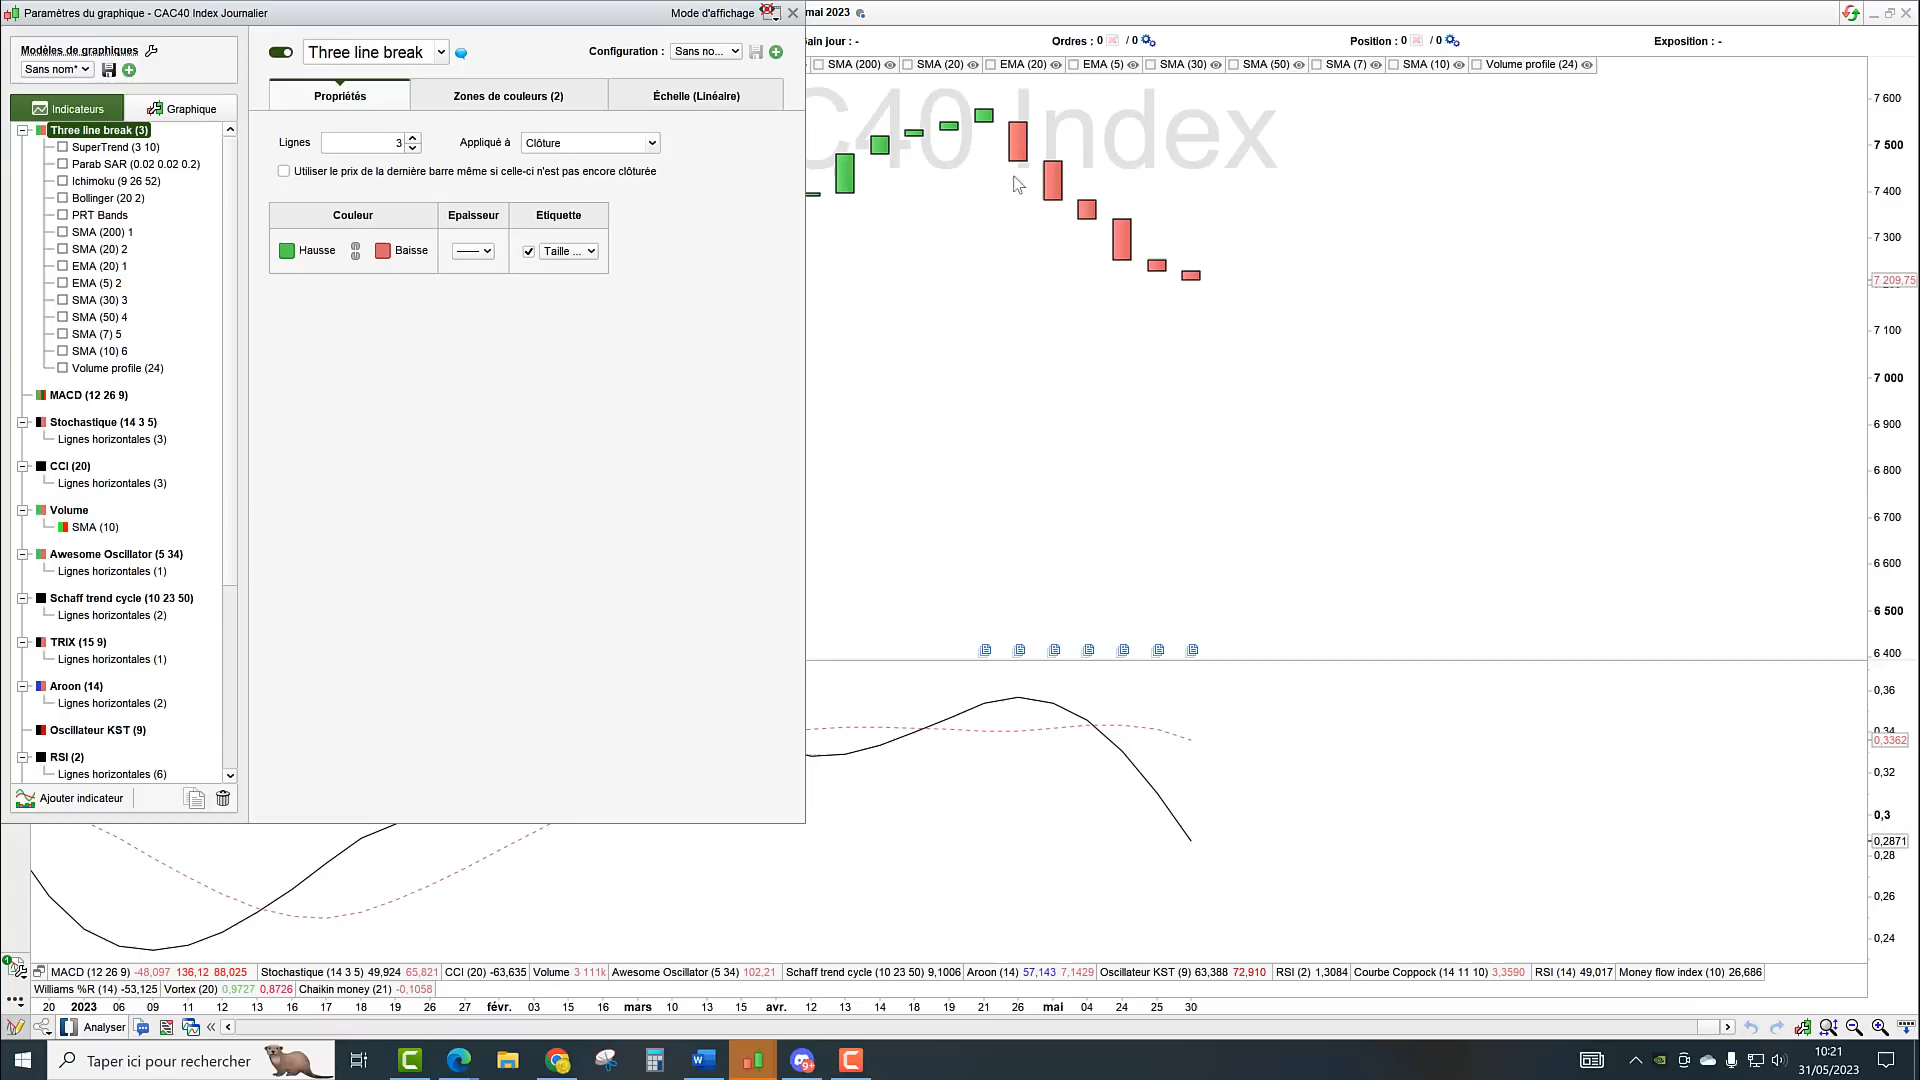 Paramètres du graphique - CAC40 Index Journalier
Mode d'affichage
mai 2023
Modèles de graphiques
Sans nom*
Three line break
Configuration :
Sans no...
Gain jour : -
Ordres : 0 / 0
Position : 0 / 0
Exposition : -
SMA (200) SMA (20) EMA (20) EMA (5) SMA (30) SMA (50) SMA (7) SMA (10) Volume profile (24)
Indicateurs
Graphique
Propriétés
Zones de couleurs (2)
Échelle (Linéaire)
Lignes
3
Appliqué à
Clôture
Utiliser le prix de la dernière barre même si celle-ci n'est pas encore clôturée
Couleur
Epaisseur
Etiquette
Hausse
Baisse
Taille ...
Three line break (3)
SuperTrend (3 10)
Parab SAR (0.02 0.02 0.2)
Ichimoku (9 26 52)
Bollinger (20 2)
PRT Bands
SMA (200) 1
SMA (20) 2
EMA (20) 1
EMA (5) 2
SMA (30) 3
SMA (50) 4
SMA (7) 5
SMA (10) 6
Volume profile (24)
MACD (12 26 9)
Stochastique (14 3 5)
Lignes horizontales (3)
CCI (20)
Lignes horizontales (3)
Volume
SMA (10)
Awesome Oscillator (5 34)
Lignes horizontales (1)
Schaff trend cycle (10 23 50)
Lignes horizontales (2)
TRIX (15 9)
Lignes horizontales (1)
Aroon (14)
Lignes horizontales (2)
Oscillateur KST (9)
RSI (2)
Lignes horizontales (6)
Ajouter indicateur
C40 Index
7 600
7 500
7 400
7 300
7 209,75
7 100
7 000
6 900
6 800
6 700
6 600
6 500
6 400
0,36
0,34
0,3362
0,32
0,3
0,2871
0,28
0,26
0,24
MACD (12 26 9) -48,097 136,12 88,025 Stochastique (14 3 5) 49,924 65,821 CCI (20) -63,635 Volume 3 111k Awesome Oscillator (5 34) 102,21 Schaff trend cycle (10 23 50) 9,1006 Aroon (14) 57,143 7,1429 Oscillateur KST (9) 63,388 72,910 RSI (2) 1,3084 Courbe Coppock (14 11 10) 3,3590 RSI (14) 49,017 Money flow index (10) 26,686
Williams %R (14) -53,125 Vortex (20) 0,9727 0,8726 Chaikin money (21) -0,1058
20 2023 06 09 11 12 13 16 16 24 25 26 27 févr. 03 15 16 mars 10 13 15 avr. 12 13 14 18 20 21 26 mai 04 24 25 30
Analyser
Taper ici pour rechercher
10:21
31/05/2023